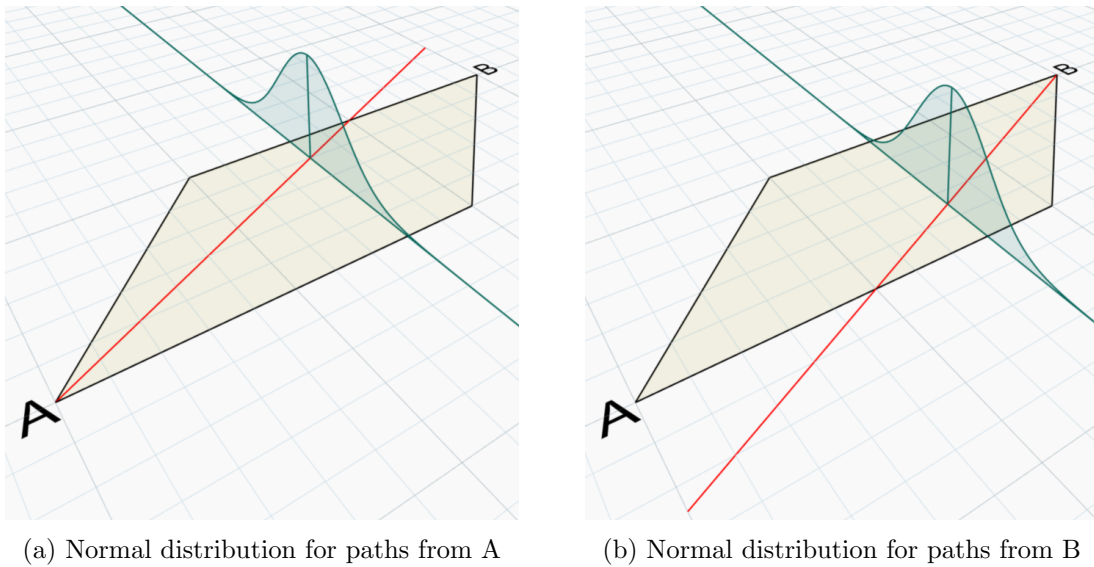 B
A
B
A
(a) Normal distribution for paths from A
(b) Normal distribution for paths from B